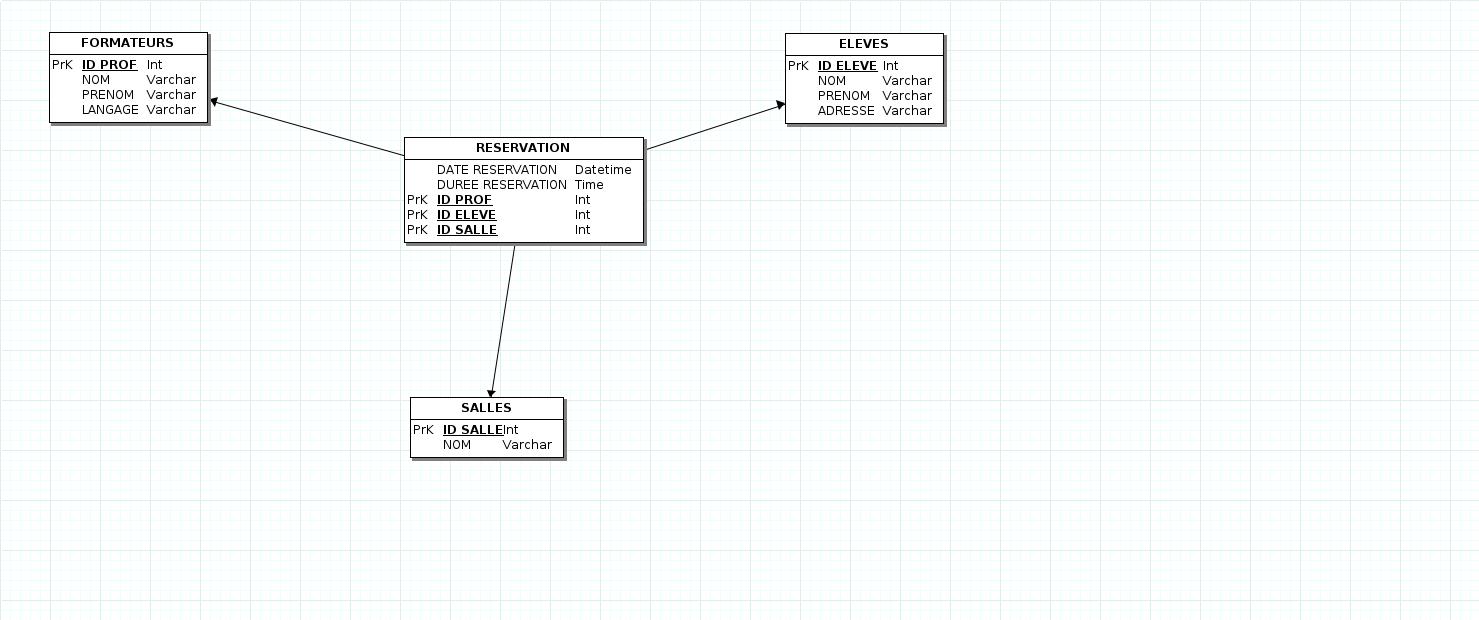 FORMATEURS
PrK ID PROF Int
NOM Varchar
PRENOM Varchar
LANGAGE Varchar
ELEVES
PrK ID ELEVE Int
NOM Varchar
PRENOM Varchar
ADRESSE Varchar
RESERVATION
DATE RESERVATION Datetime
DUREE RESERVATION Time
PrK ID PROF Int
PrK ID ELEVE Int
PrK ID SALLE Int
SALLES
PrK ID SALLE Int
NOM Varchar